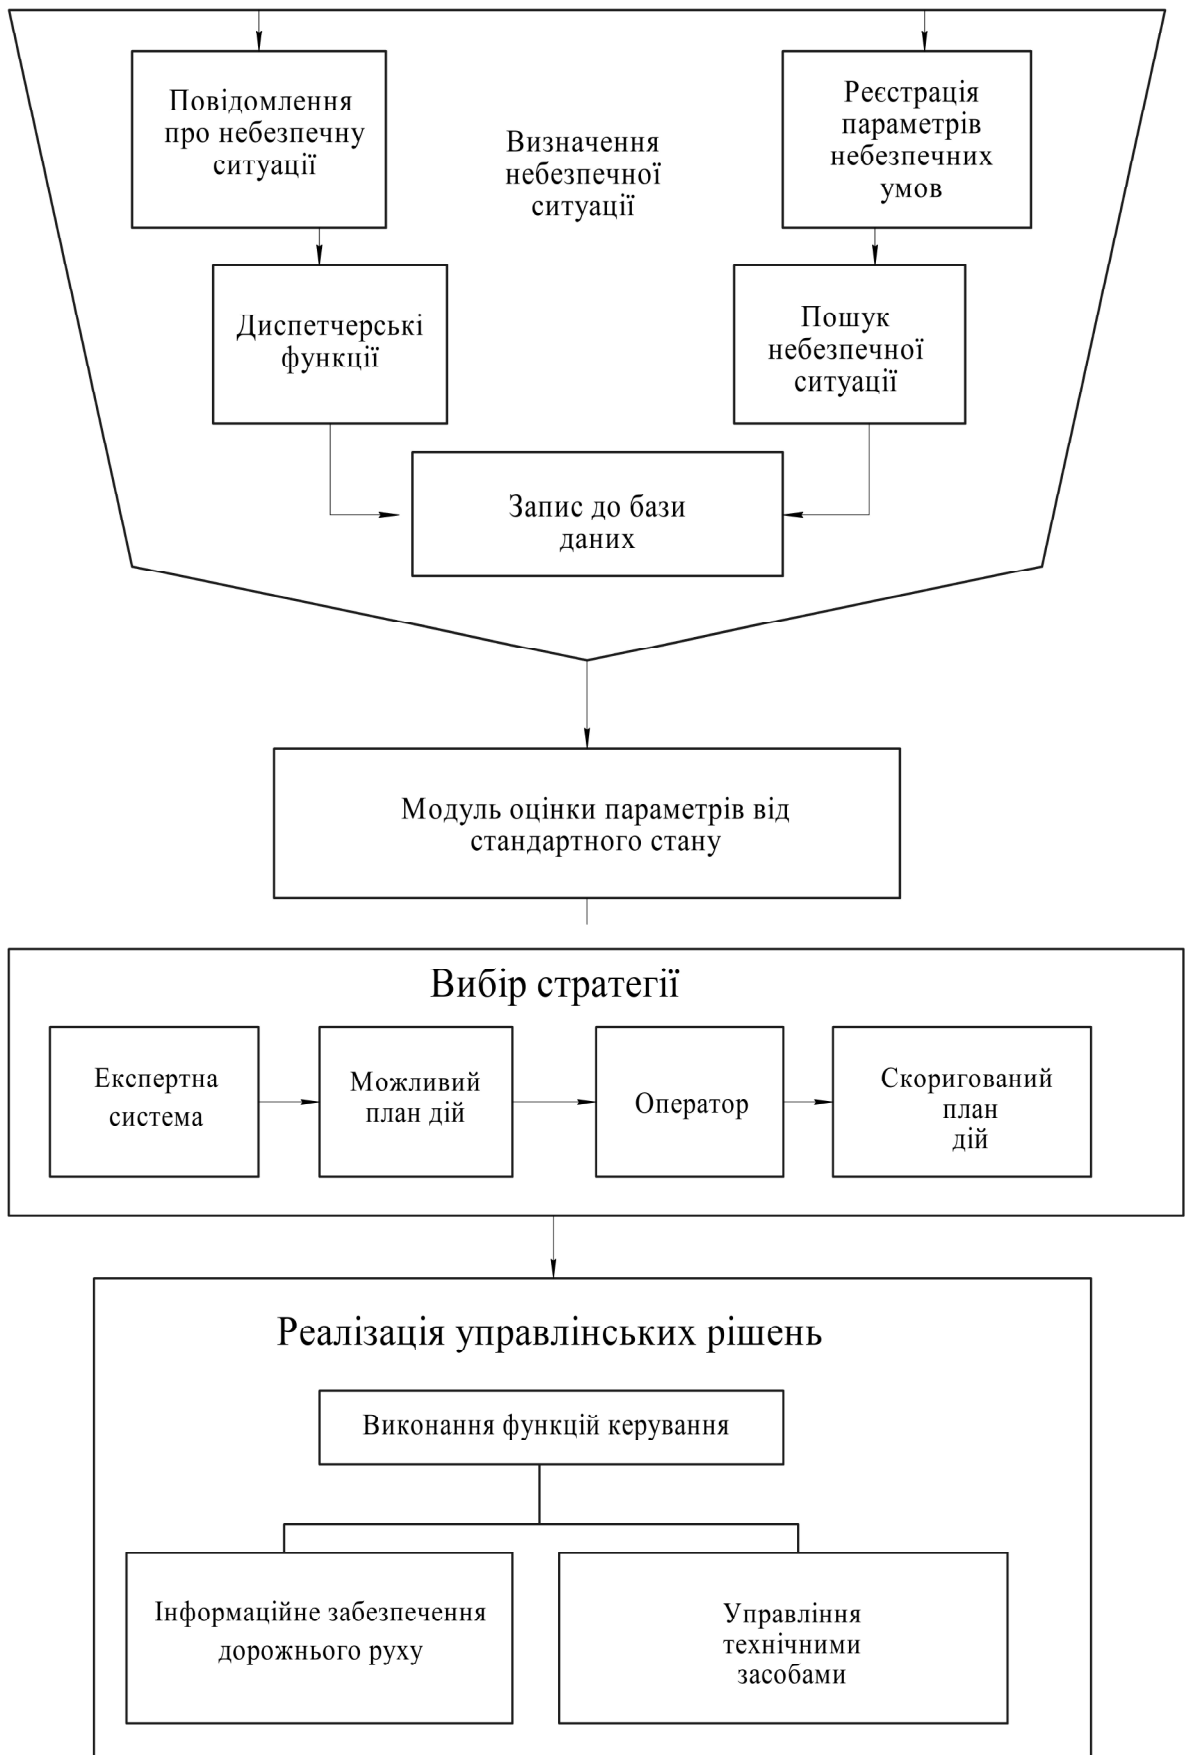 Повідомлення
про небезпечну
ситуації
Визначення
небезпечної
ситуації
Реєстрація
параметрів
небезпечних
умов
Диспетчерські
функції
Пошук
небезпечної
ситуації
Запис до бази
даних
Модуль оцінки параметрів від
стандартного стану
Вибір стратегії
Експертна
система
Можливий
план дій
Оператор
Скоригований
план
дій
Реалізація управлінських рішень
Виконання функцій керування
Інформаційне забезпечення
дорожнього руху
Управління
технічними
засобами